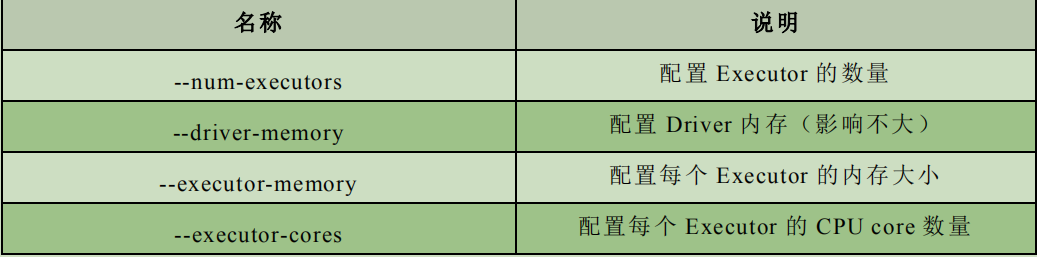 名称 说明
--num-executors 配置 Executor 的数量
--driver-memory 配置 Driver 内存（影响不大）
--executor-memory 配置每个 Executor 的内存大小
--executor-cores 配置每个 Executor 的 CPU core 数量